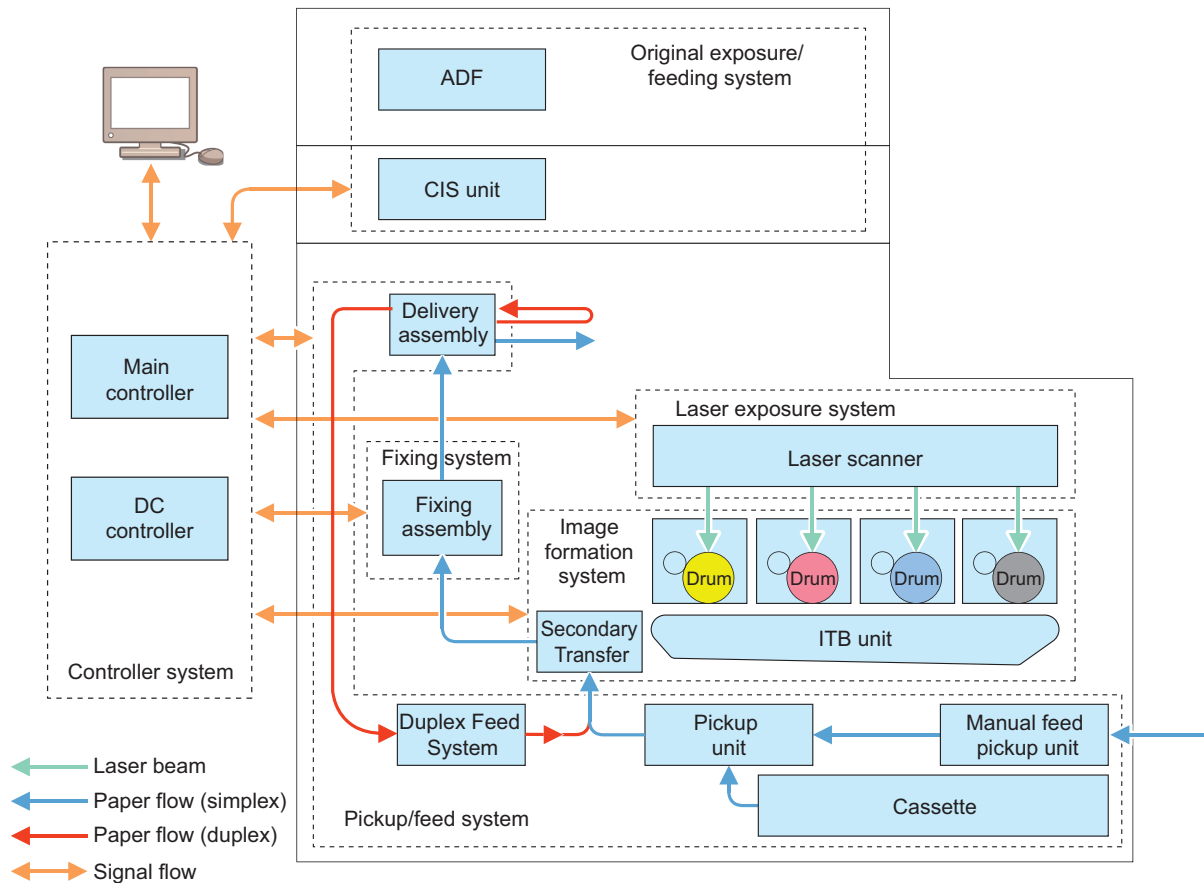 ADF
Original exposure/
feeding system
CIS unit
Delivery
assembly
Main
controller
Laser exposure system
Laser scanner
Fixing system
DC
controller
Fixing
assembly
Image
formation
system
Drum
Drum
Drum
Drum
Secondary
Transfer
ITB unit
Controller system
Duplex Feed
System
Pickup
unit
Manual feed
pickup unit
Cassette
Pickup/feed system
Laser beam
Paper flow (simplex)
Paper flow (duplex)
Signal flow